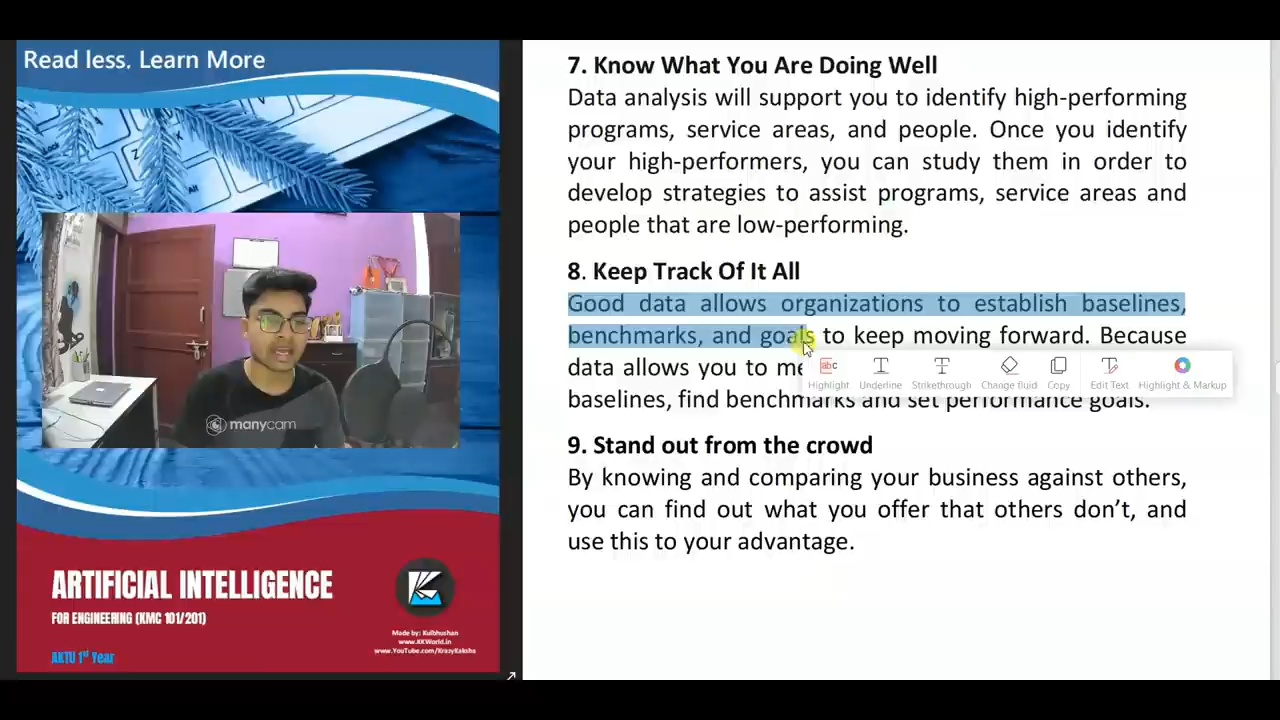 Read less. Learn More
manycam
ARTIFICIAL INTELLIGENCE
FOR ENGINEERING (KMC 101/201)
AKTU 1st Year
Made by: Kulbhushan
www.KKWorld.in
www.YouTube.com/KrazyKaksha
7. Know What You Are Doing Well
Data analysis will support you to identify high-performing
programs, service areas, and people. Once you identify
your high-performers, you can study them in order to
develop strategies to assist programs, service areas and
people that are low-performing.
8. Keep Track Of It All
Good data allows organizations to establish baselines,
benchmarks, and goals to keep moving forward. Because
data allows you to
Highlight Underline Strikethrough Change fluid Copy Edit Text Highlight & Markup
baselines, find benchmarks and set performance goals.
9. Stand out from the crowd
By knowing and comparing your business against others,
you can find out what you offer that others don’t, and
use this to your advantage.